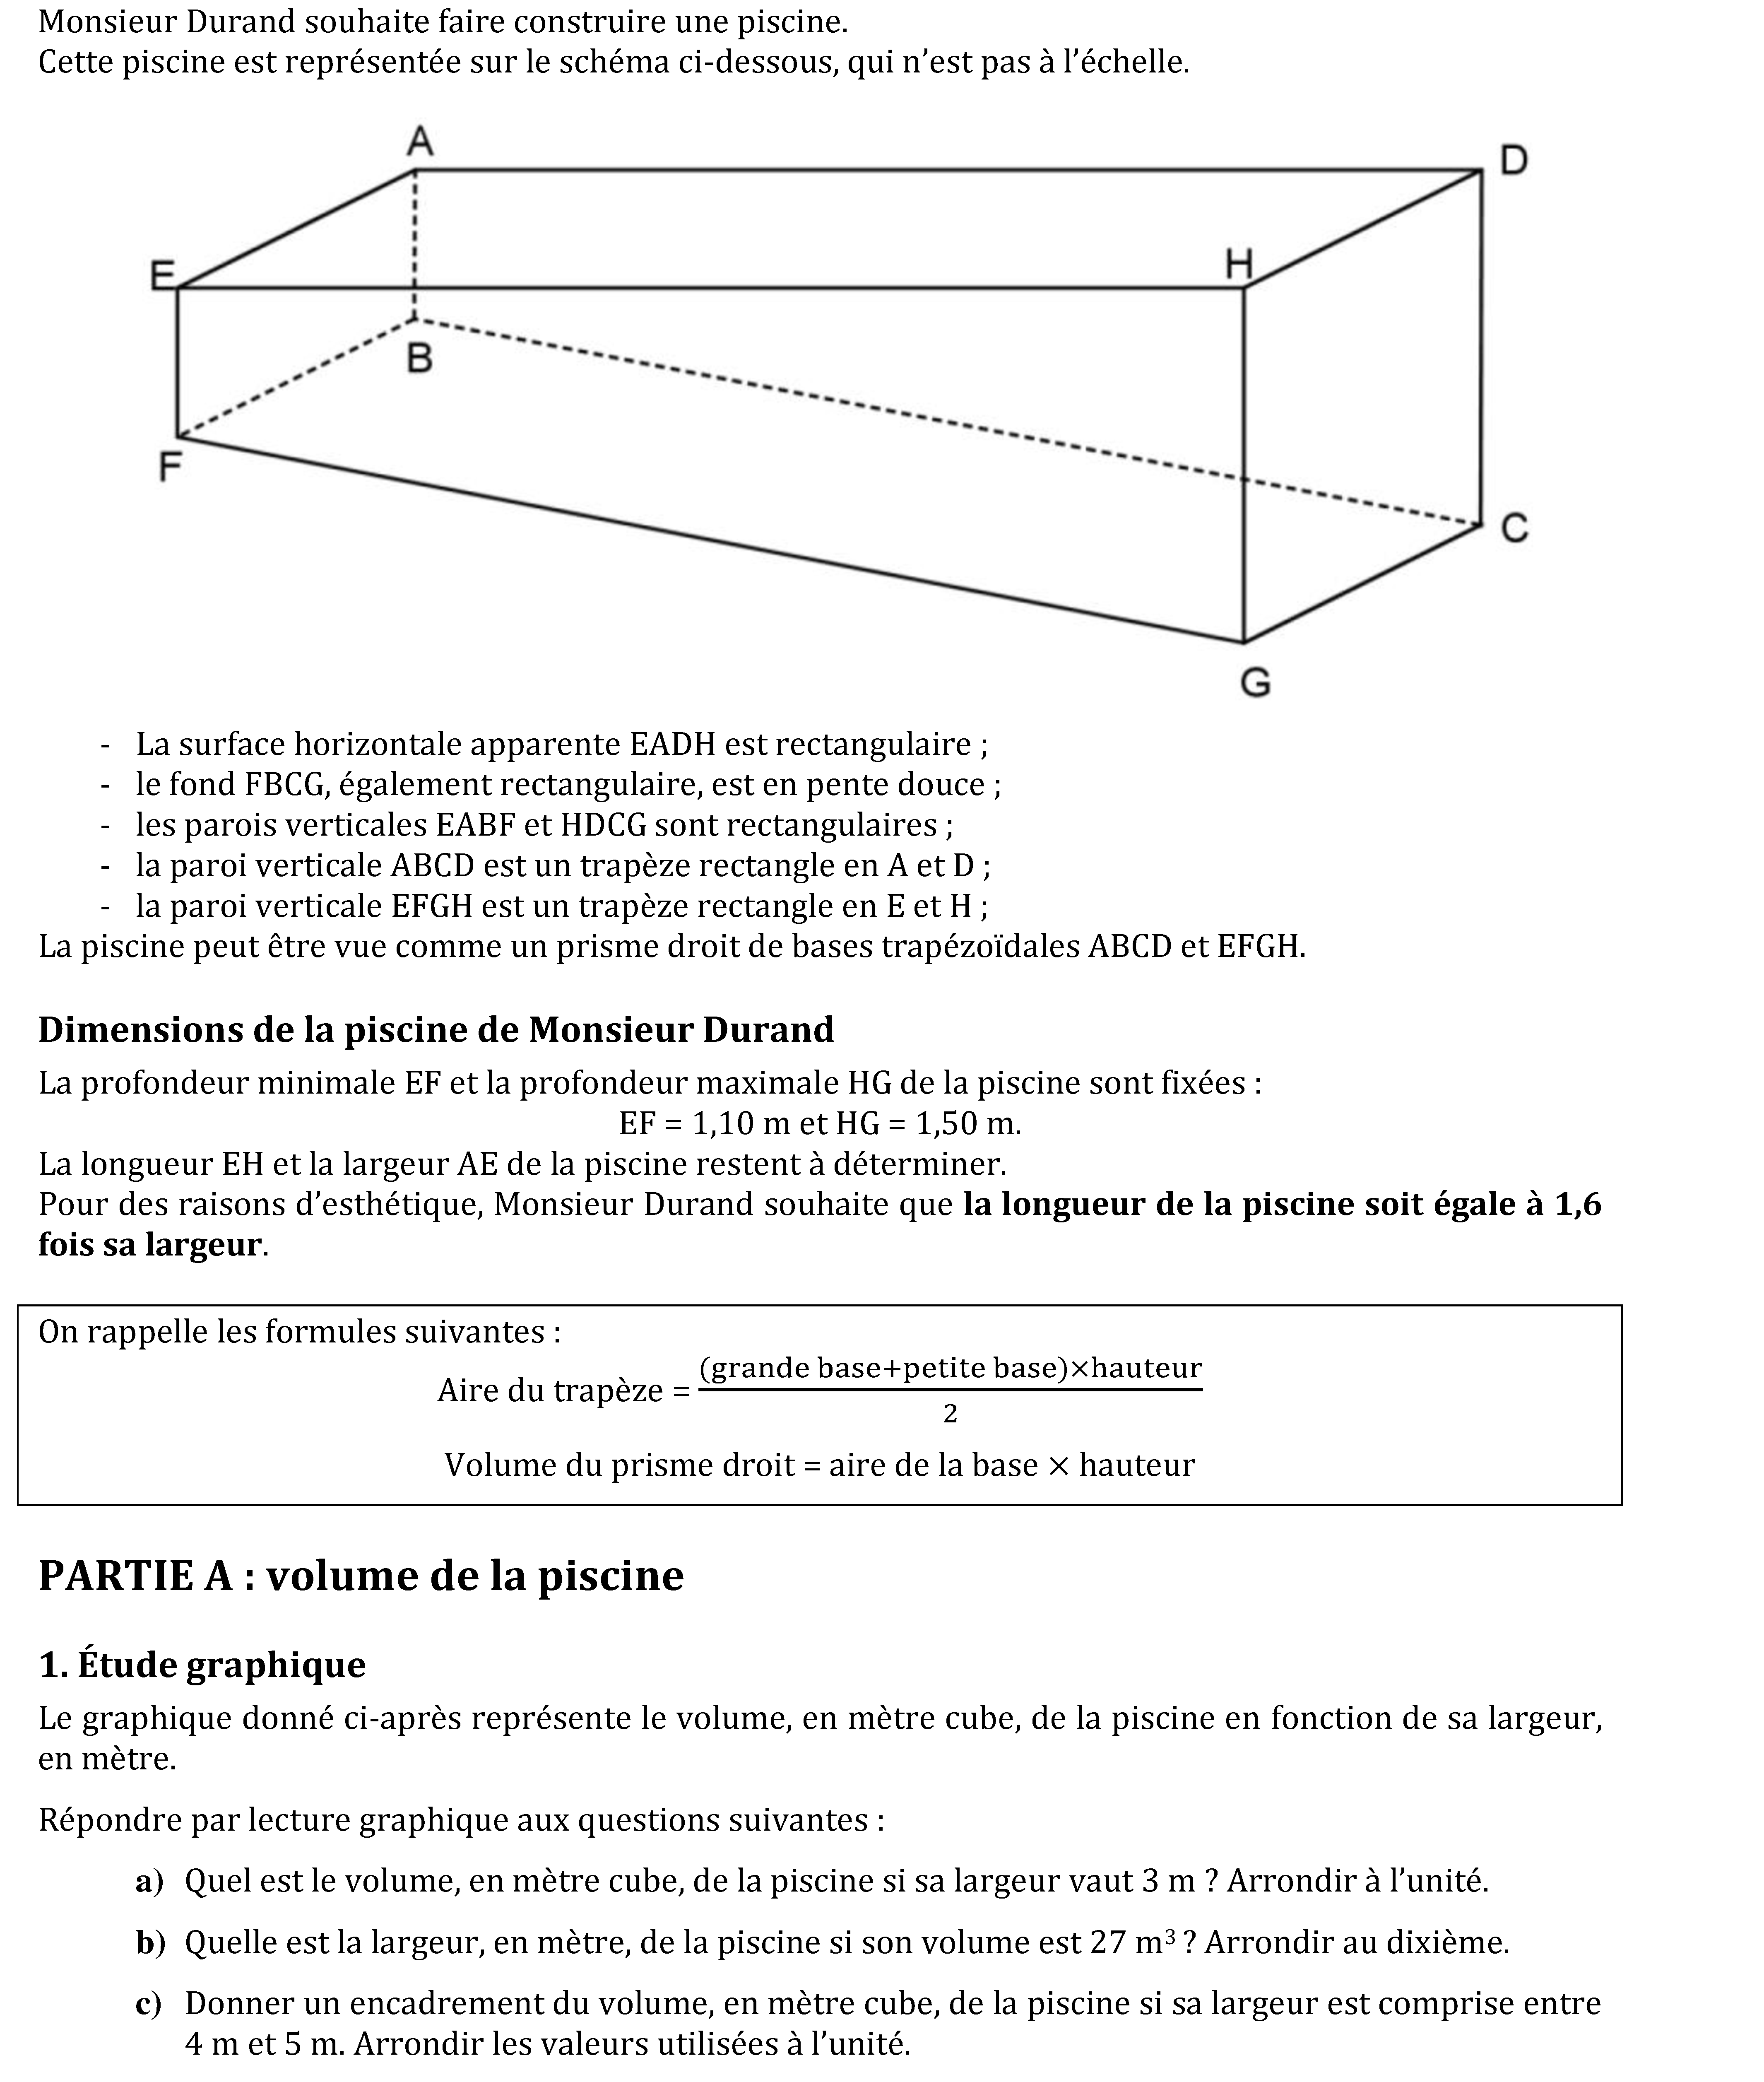 Monsieur Durand souhaite faire construire une piscine.
Cette piscine est représentée sur le schéma ci-dessous, qui n’est pas à l’échelle.
A
D
E
H
B
F
C
G
- La surface horizontale apparente EADH est rectangulaire ;
- le fond FBCG, également rectangulaire, est en pente douce ;
- les parois verticales EABF et HDCG sont rectangulaires ;
- la paroi verticale ABCD est un trapèze rectangle en A et D ;
- la paroi verticale EFGH est un trapèze rectangle en E et H ;
La piscine peut être vue comme un prisme droit de bases trapézoïdales ABCD et EFGH.
Dimensions de la piscine de Monsieur Durand
La profondeur minimale EF et la profondeur maximale HG de la piscine sont fixées :
EF = 1,10 m et HG = 1,50 m.
La longueur EH et la largeur AE de la piscine restent à déterminer.
Pour des raisons d’esthétique, Monsieur Durand souhaite que la longueur de la piscine soit égale à 1,6
fois sa largeur.
On rappelle les formules suivantes :
Aire du trapèze = (grande base+petite base)×hauteur
2
Volume du prisme droit = aire de la base × hauteur
PARTIE A : volume de la piscine
1. Étude graphique
Le graphique donné ci-après représente le volume, en mètre cube, de la piscine en fonction de sa largeur,
en mètre.
Répondre par lecture graphique aux questions suivantes :
a) Quel est le volume, en mètre cube, de la piscine si sa largeur vaut 3 m ? Arrondir à l’unité.
b) Quelle est la largeur, en mètre, de la piscine si son volume est 27 m³ ? Arrondir au dixième.
c) Donner un encadrement du volume, en mètre cube, de la piscine si sa largeur est comprise entre
4 m et 5 m. Arrondir les valeurs utilisées à l’unité.